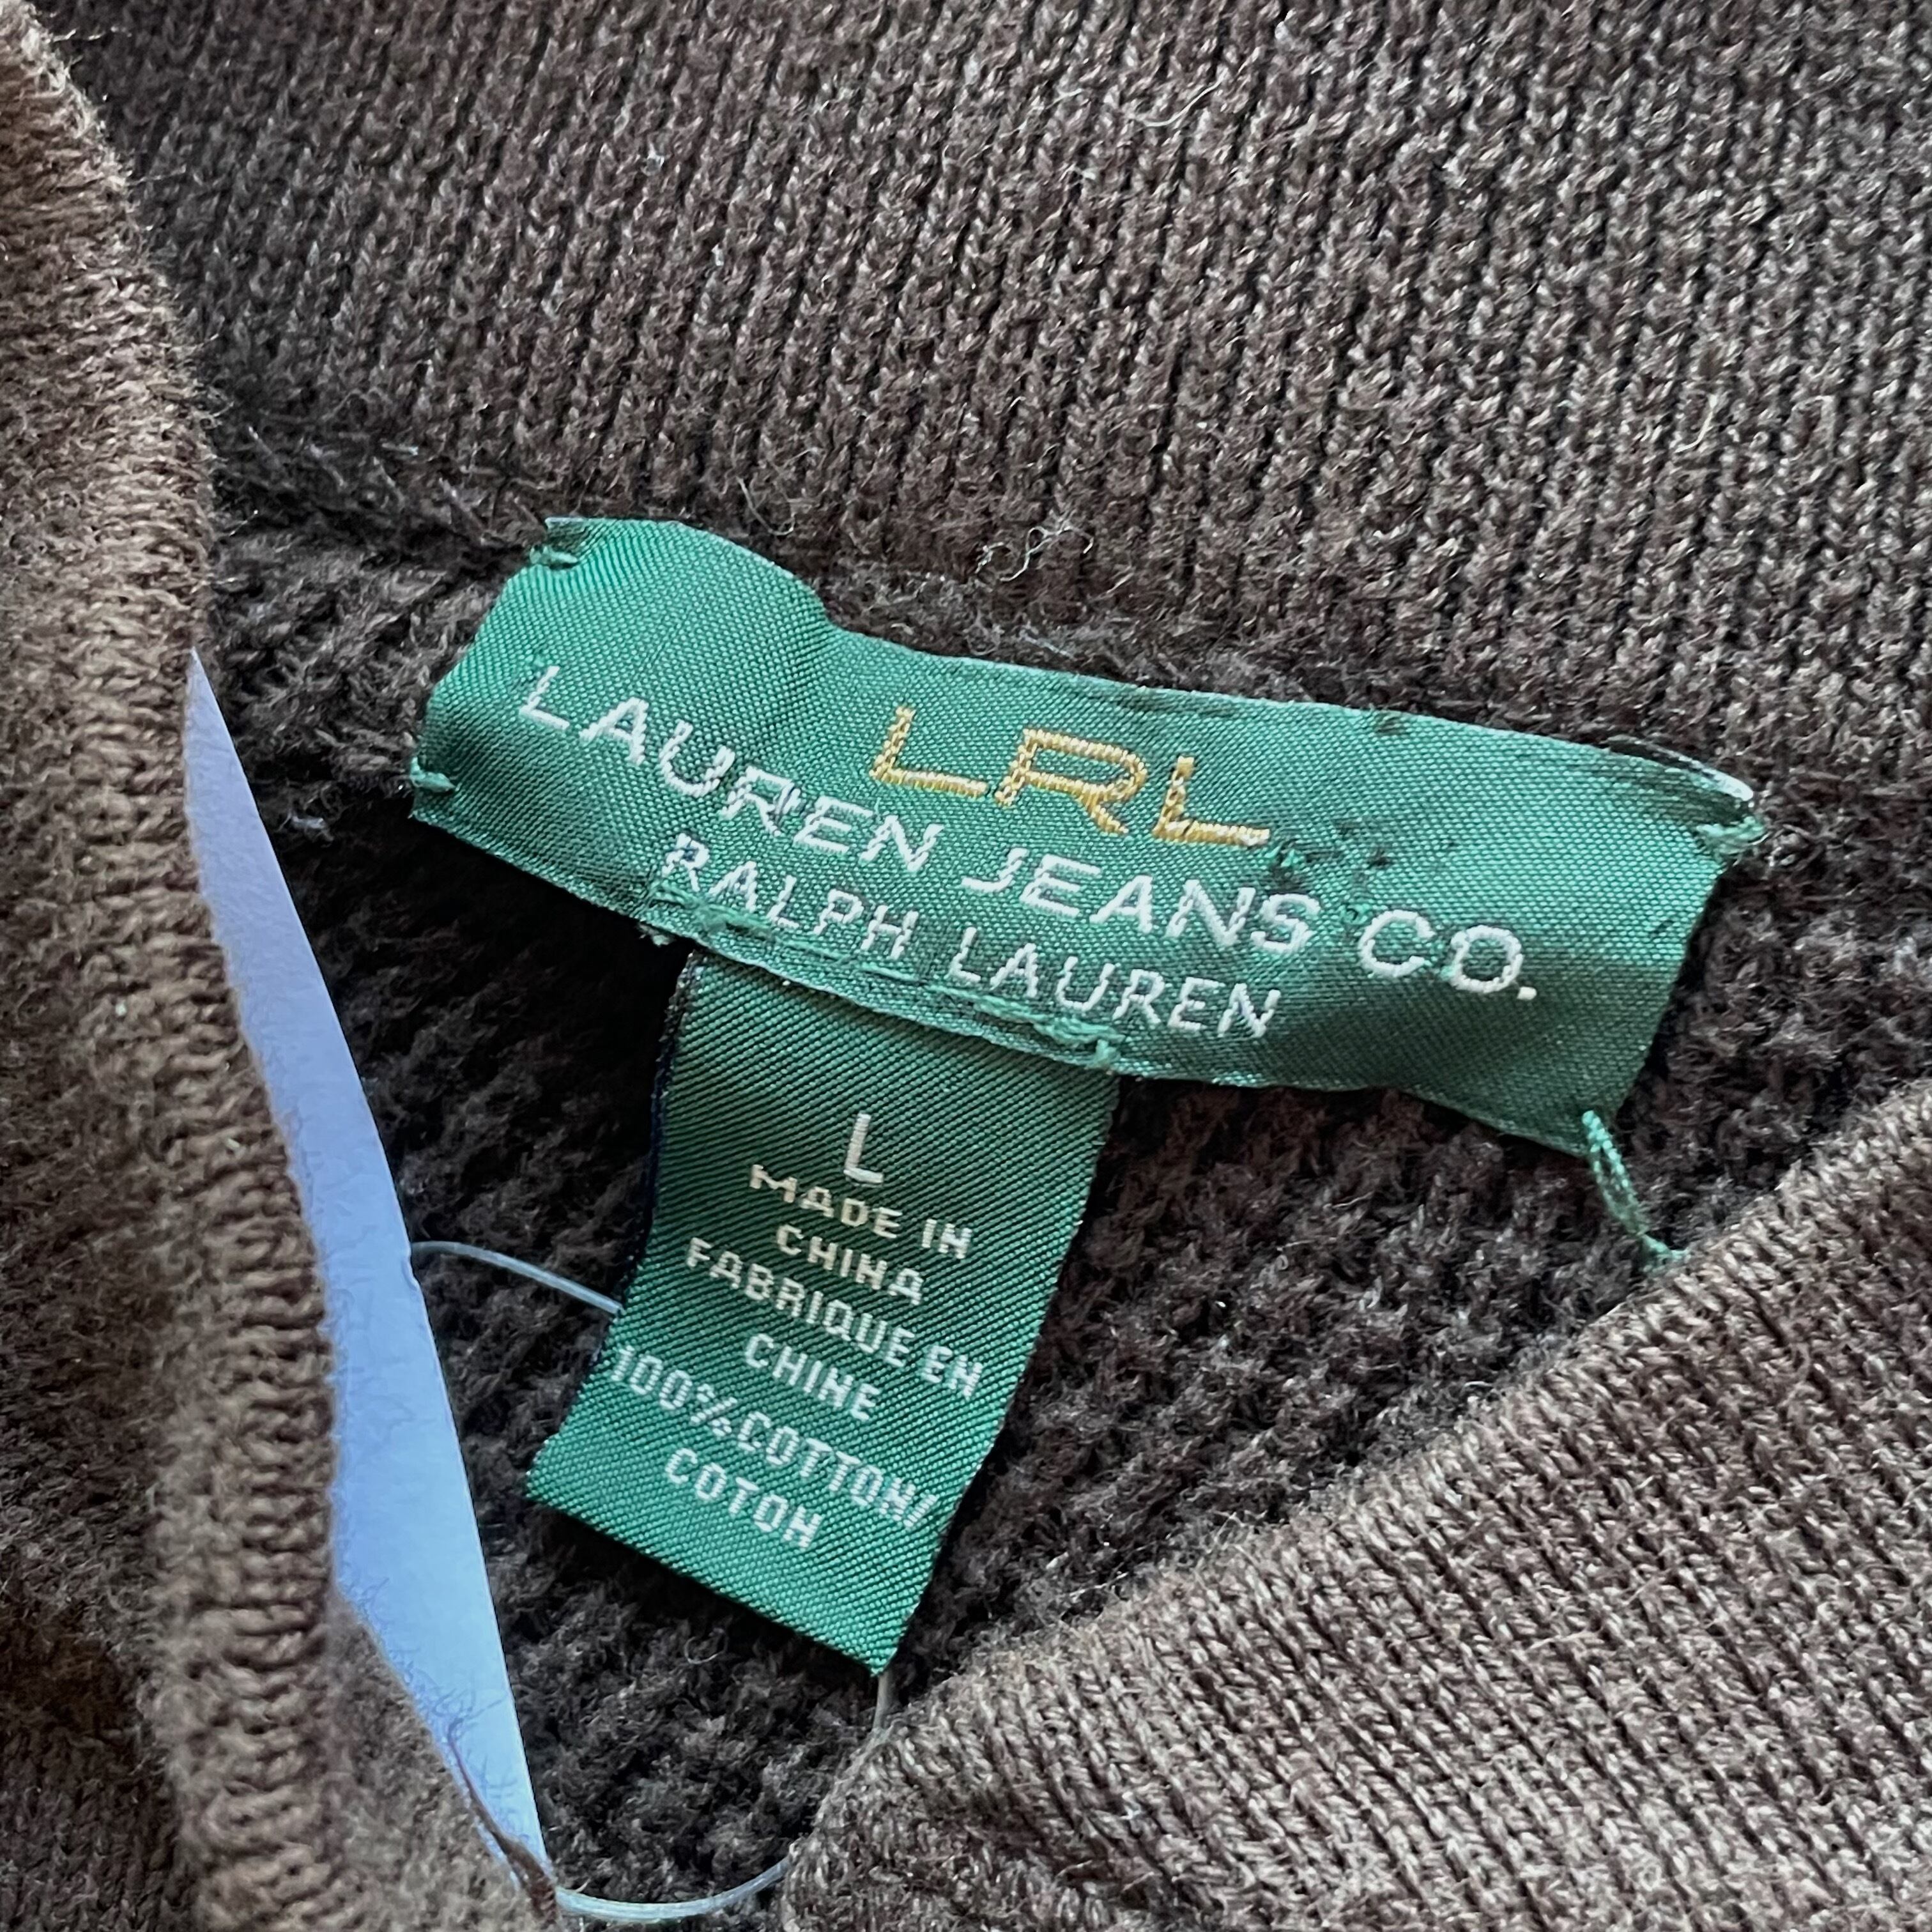 LRL
LAUREN JEANS CO.
RALPH LAUREN
L
MADE IN
CHINA
FABRIQUE EN
CHINE
100%COTTON/
COTON